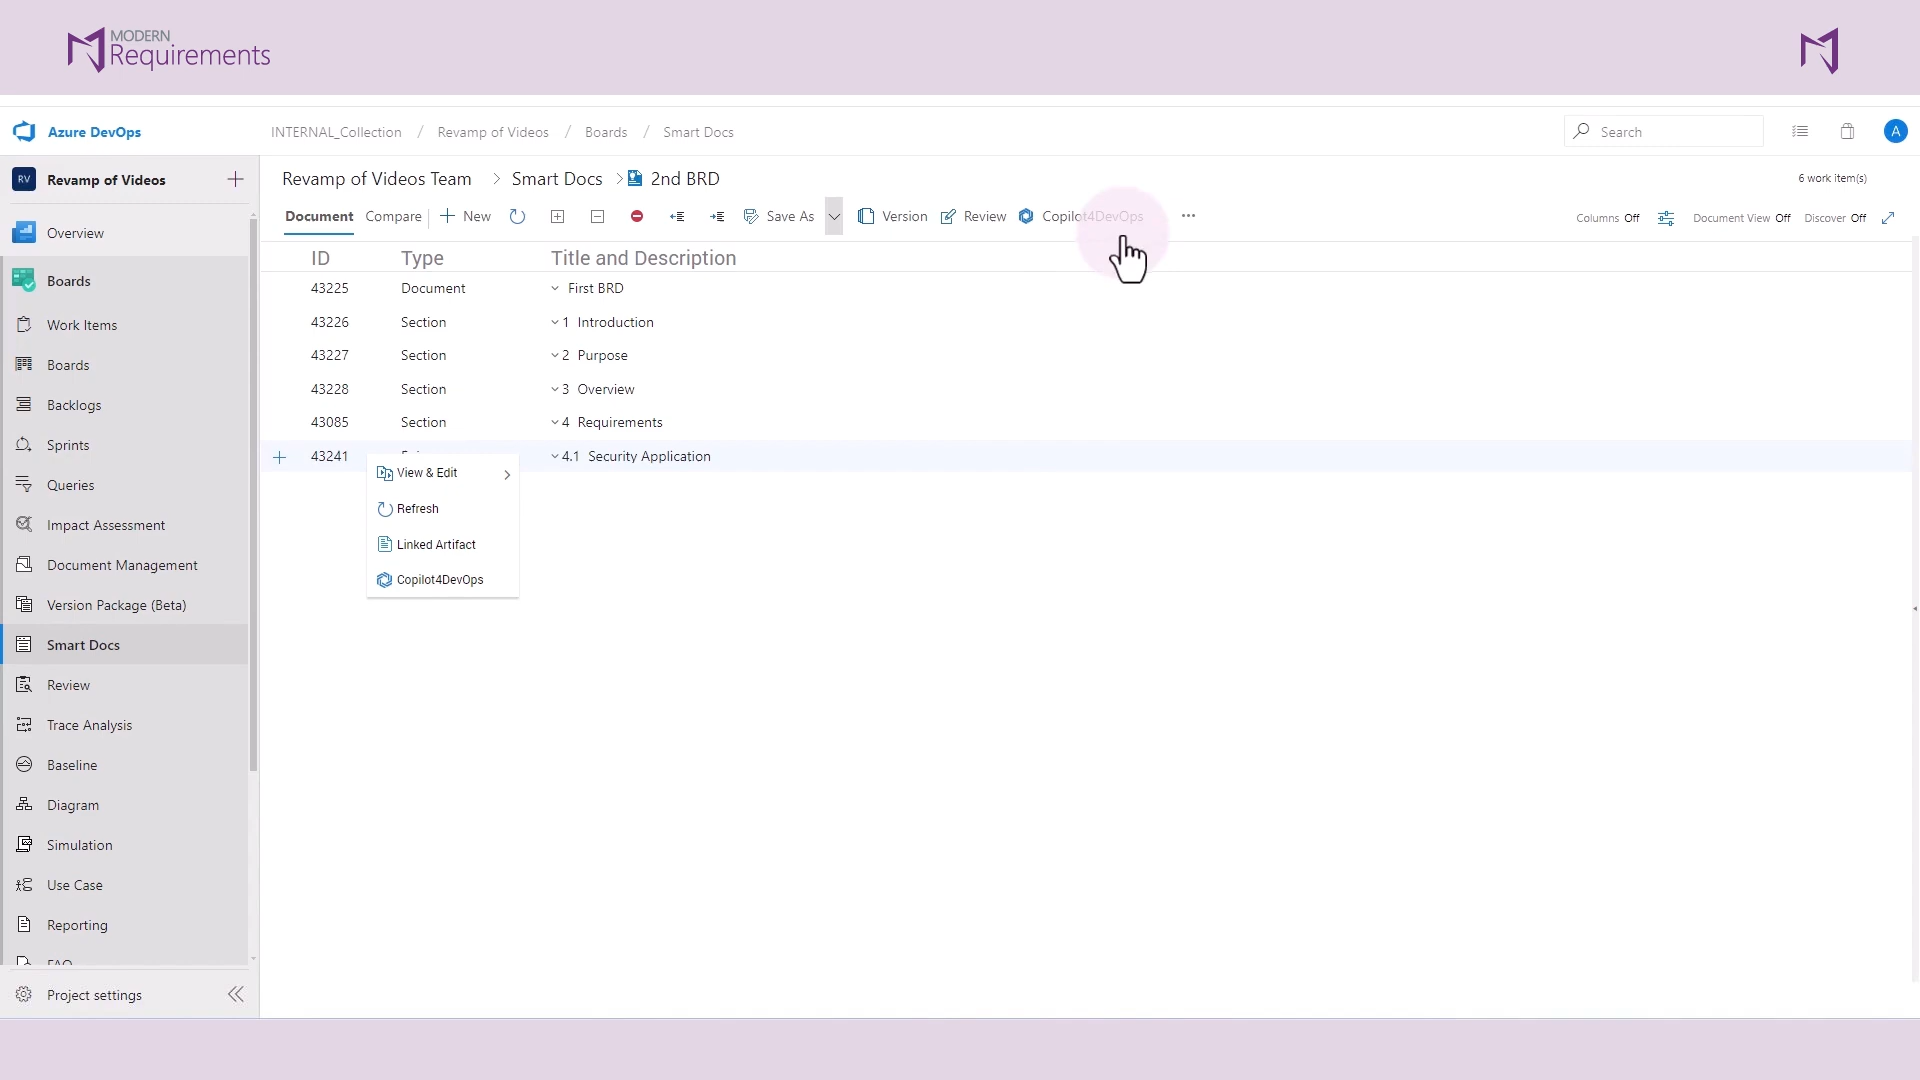 MODERN
Requirements
Azure DevOps
INTERNAL_Collection / Revamp of Videos / Boards / Smart Docs
Search
A
RV Revamp of Videos
Revamp of Videos Team > Smart Docs > 2nd BRD
6 work item(s)
Document Compare New Save As Version Review Copilot4DevOps ...
Columns Off Document View Off Discover Off
Overview
Boards
Work Items
Boards
Backlogs
Sprints
Queries
Impact Assessment
Document Management
Version Package (Beta)
Smart Docs
Review
Trace Analysis
Baseline
Diagram
Simulation
Use Case
Reporting
FAQ
Project settings
ID Type Title and Description
43225 Document First BRD
43226 Section 1 Introduction
43227 Section 2 Purpose
43228 Section 3 Overview
43085 Section 4 Requirements
43241 4.1 Security Application
View & Edit
Refresh
Linked Artifact
Copilot4DevOps